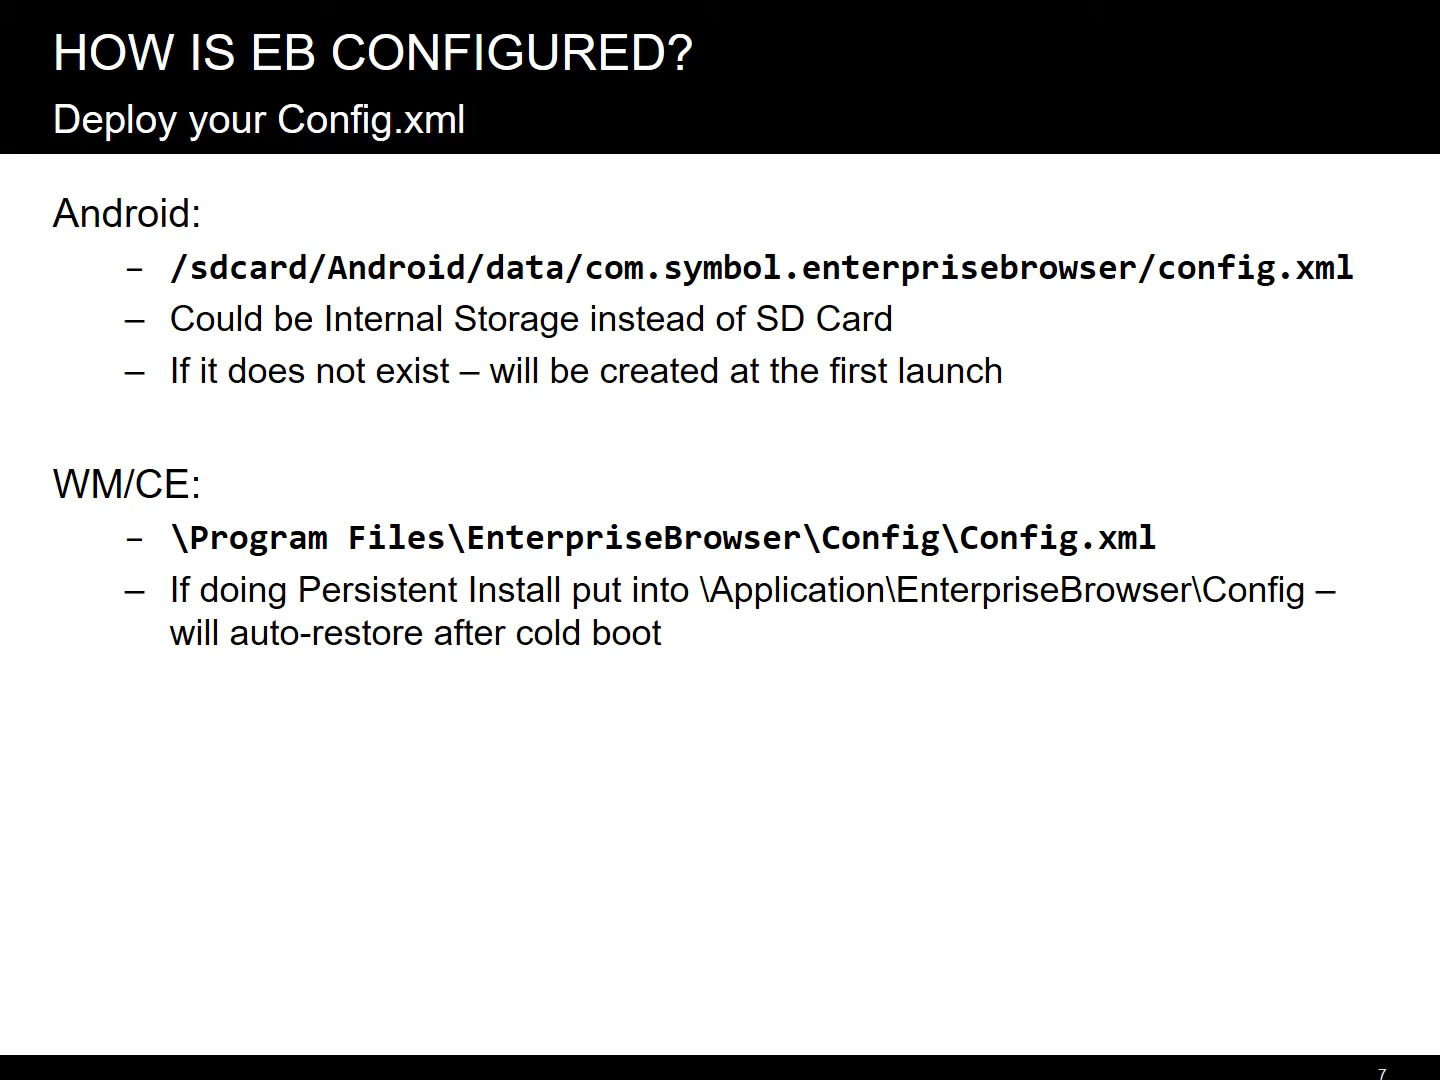 HOW IS EB CONFIGURED?
Deploy your Config.xml
Android:
– /sdcard/Android/data/com.symbol.enterprisebrowser/config.xml
– Could be Internal Storage instead of SD Card
– If it does not exist – will be created at the first launch
WM/CE:
– \Program Files\EnterpriseBrowser\Config\Config.xml
– If doing Persistent Install put into \Application\EnterpriseBrowser\Config –
will auto-restore after cold boot
7